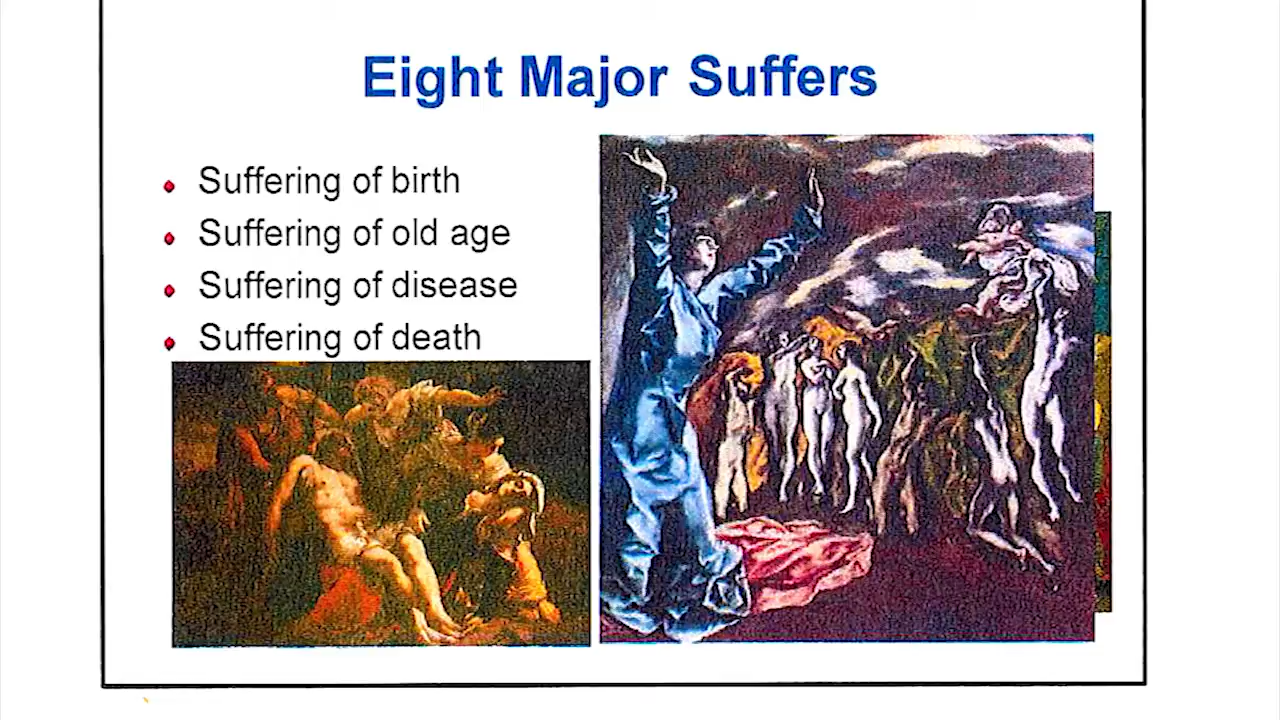 Eight Major Suffers
Suffering of birth
Suffering of old age
Suffering of disease
Suffering of death